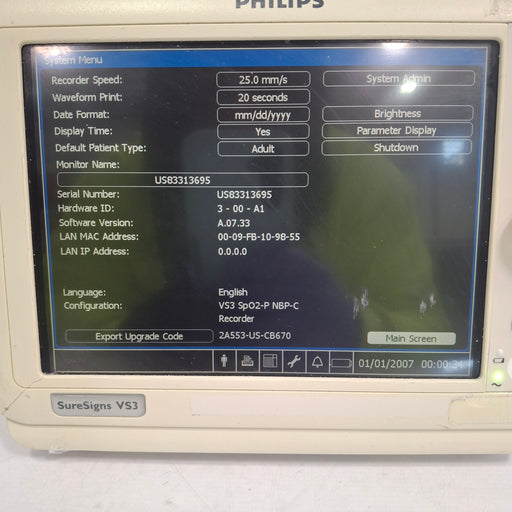 PHILIPS
System Menu
Recorder Speed: 25.0 mm/s System Admin
Waveform Print: 20 seconds
Date Format: mm/dd/yyyy Brightness
Display Time: Yes Parameter Display
Default Patient Type: Adult Shutdown
Monitor Name:
US83313695
Serial Number: US83313695
Hardware ID: 3 - 00 - A1
Software Version: A.07.33
LAN MAC Address: 00-09-FB-10-98-55
LAN IP Address: 0.0.0.0
Language: English
Configuration: VS3 SpO2-P NBP-C
Recorder
Export Upgrade Code 2A553-US-CB670 Main Screen
01/01/2007 00:00:34
SureSigns VS3